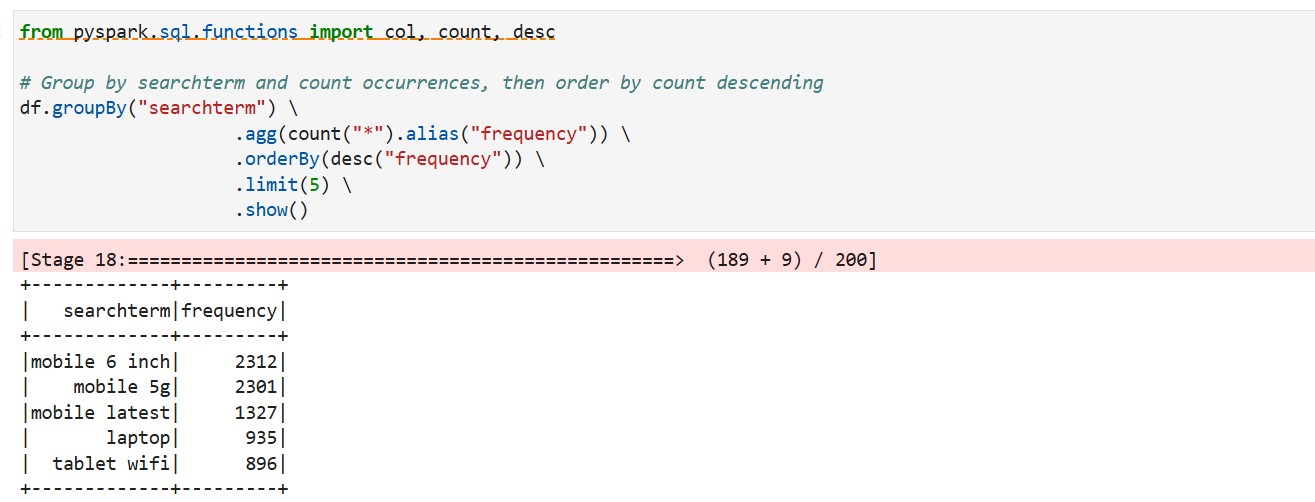 from pyspark.sql.functions import col, count, desc
# Group by searchterm and count occurrences, then order by count descending
df.groupBy("searchterm") \
                    .agg(count("*").alias("frequency")) \
                    .orderBy(desc("frequency")) \
                    .limit(5) \
                    .show()
[Stage 18:===================================================>  (189 + 9) / 200]
+-------------+---------+
|   searchterm|frequency|
+-------------+---------+
|mobile 6 inch|     2312|
|    mobile 5g|     2301|
|mobile latest|     1327|
|       laptop|      935|
|  tablet wifi|      896|
+-------------+---------+